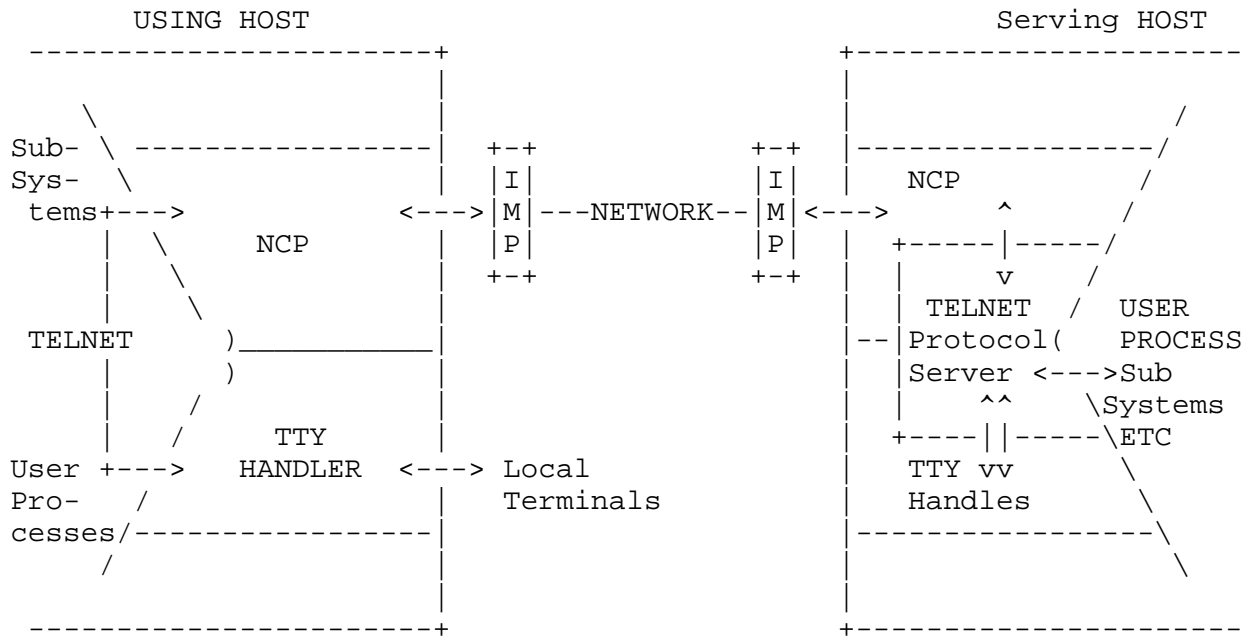 USING HOST Serving HOST
Sub-
Sys- I I NCP
tems M NETWORK M
NCP P P
TELNET USER
TELNET Protocol PROCESS
Server Sub
Systems
TTY ETC
User HANDLER Local TTY
Pro- Terminals Handles
cesses